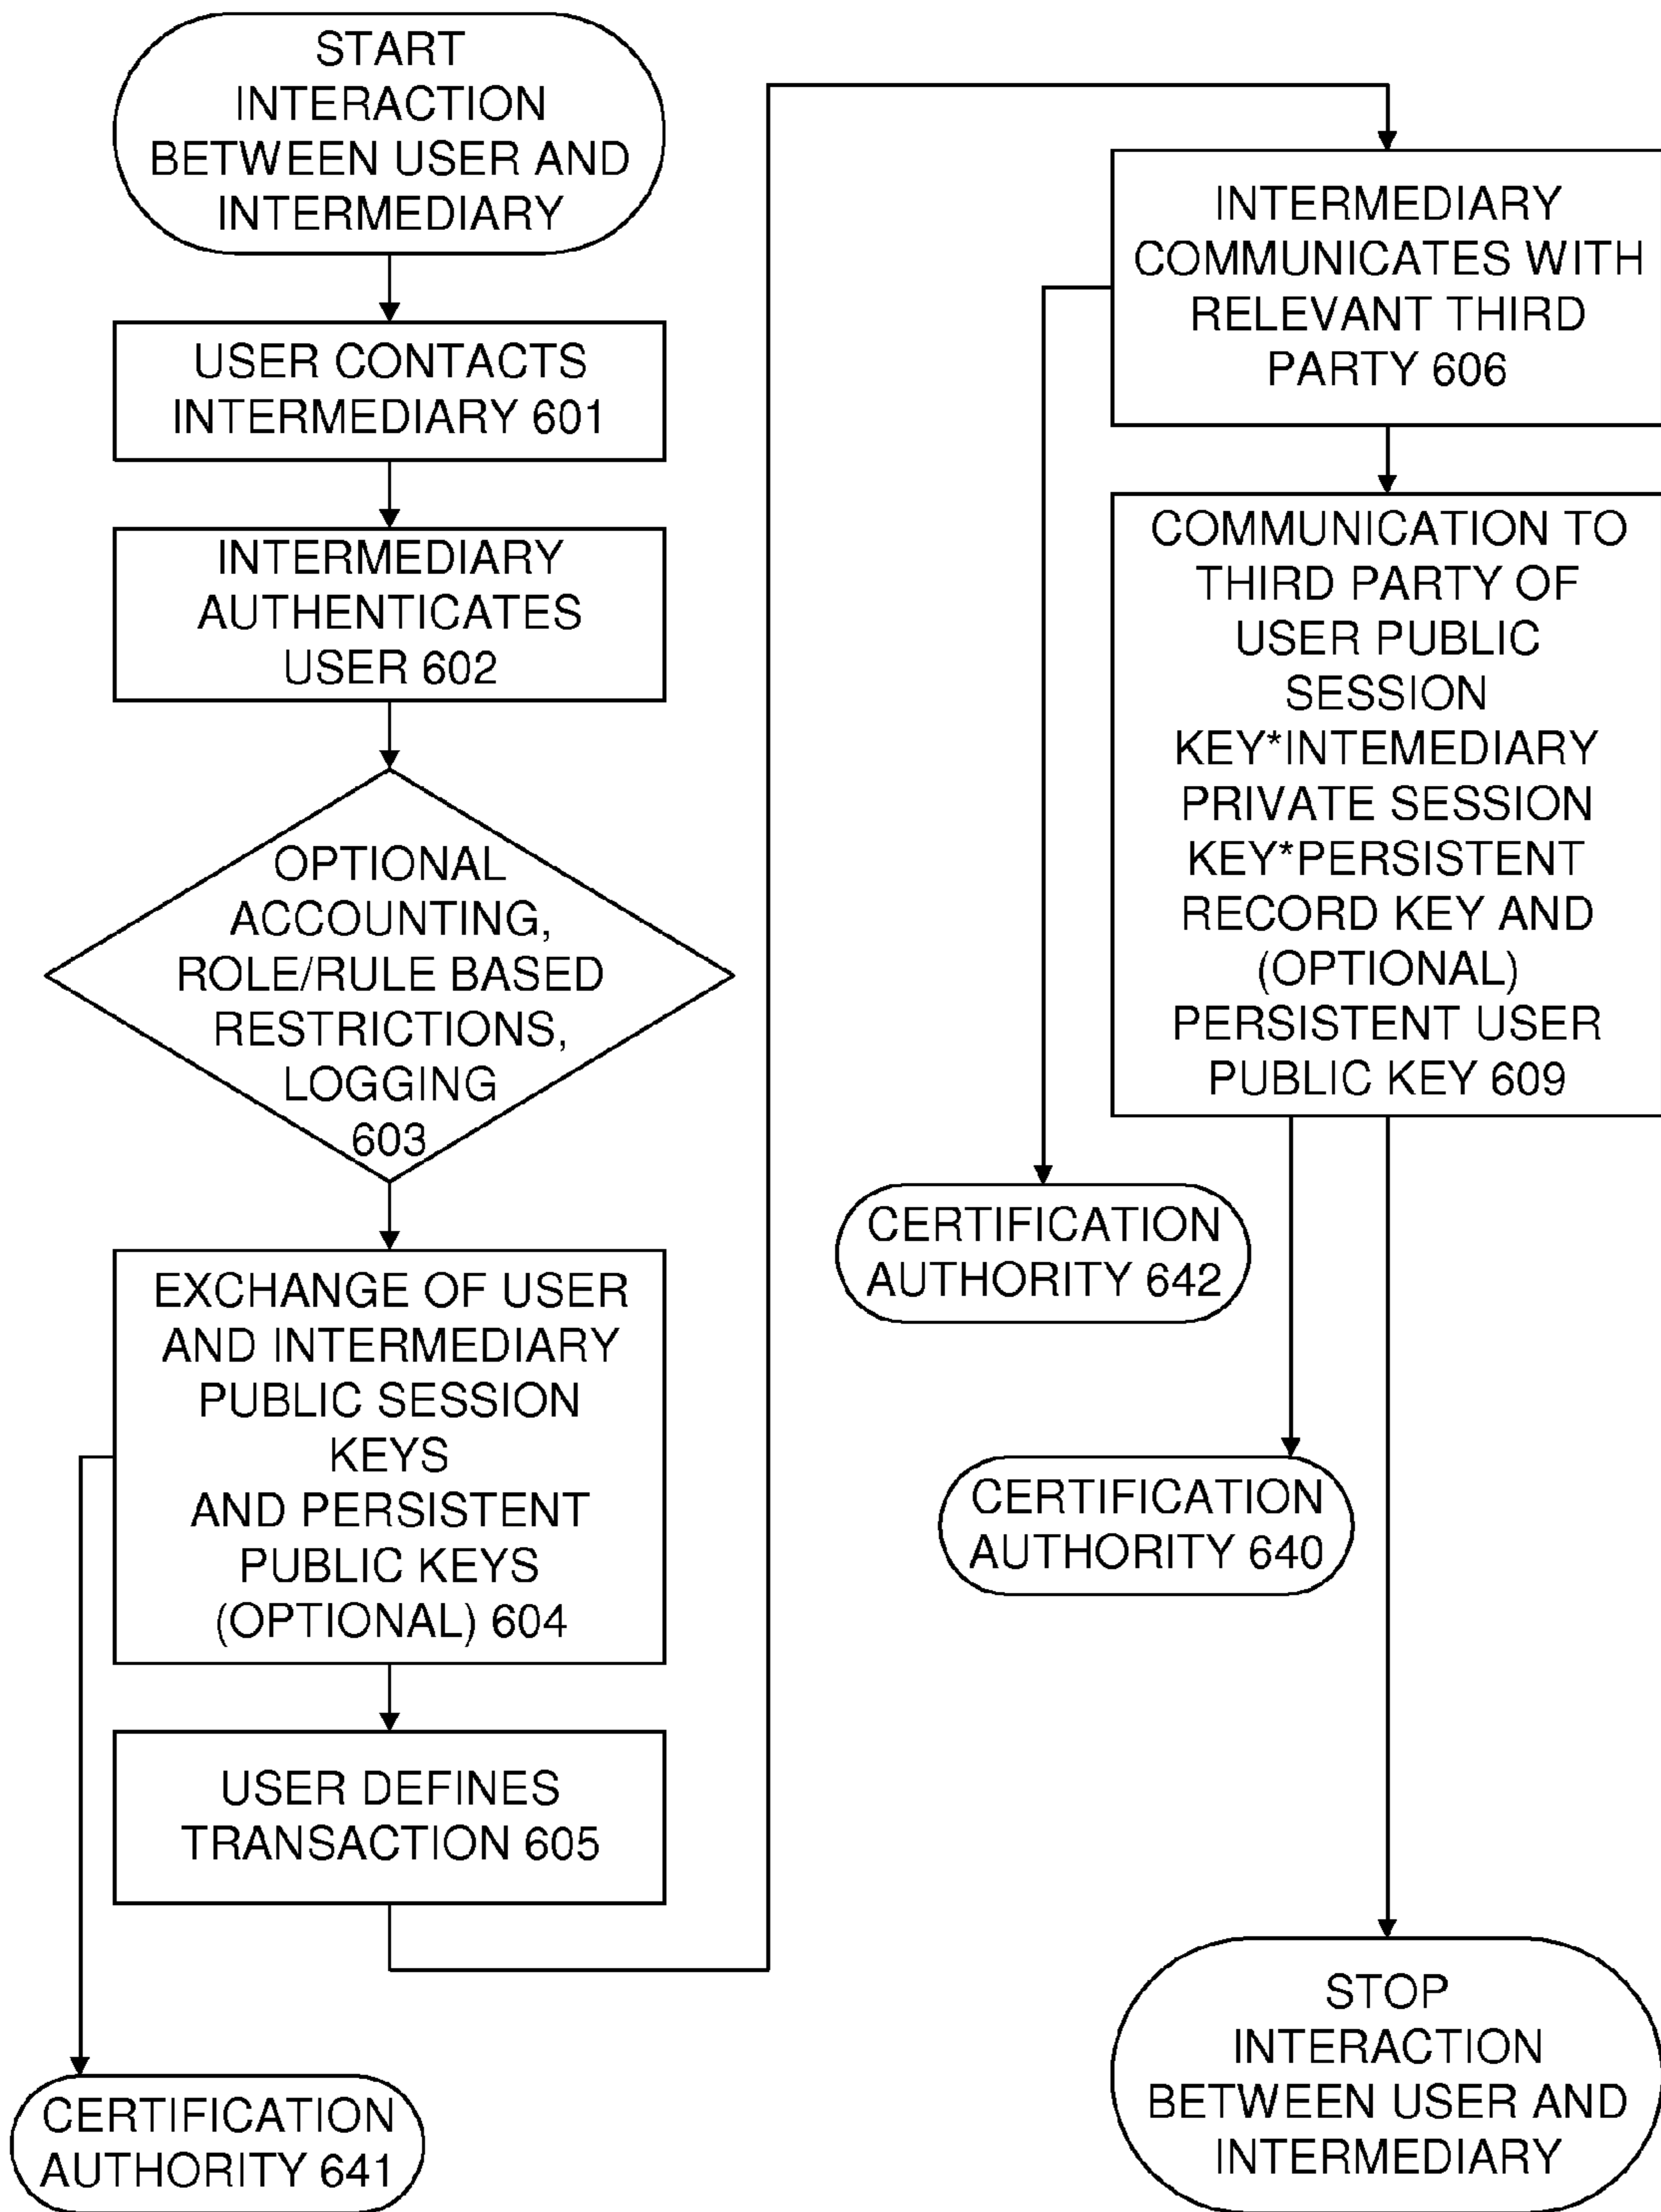 START
INTERACTION
BETWEEN USER AND
INTERMEDIARY
USER CONTACTS
INTERMEDIARY 601
INTERMEDIARY
AUTHENTICATES
USER 602
OPTIONAL
ACCOUNTING,
ROLE/RULE BASED
RESTRICTIONS,
LOGGING
603
EXCHANGE OF USER
AND INTERMEDIARY
PUBLIC SESSION
KEYS
AND PERSISTENT
PUBLIC KEYS
(OPTIONAL) 604
USER DEFINES
TRANSACTION 605
CERTIFICATION
AUTHORITY 641
INTERMEDIARY
COMMUNICATES WITH
RELEVANT THIRD
PARTY 606
COMMUNICATION TO
THIRD PARTY OF
USER PUBLIC
SESSION
KEY*INTEMEDIARY
PRIVATE SESSION
KEY*PERSISTENT
RECORD KEY AND
(OPTIONAL)
PERSISTENT USER
PUBLIC KEY 609
CERTIFICATION
AUTHORITY 642
CERTIFICATION
AUTHORITY 640
STOP
INTERACTION
BETWEEN USER AND
INTERMEDIARY